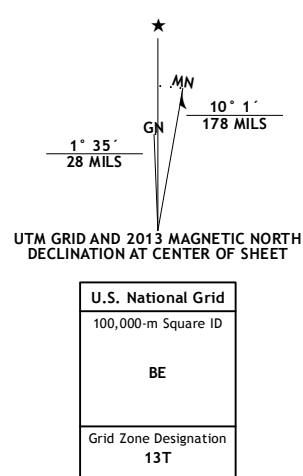 MN
GN
10° 1´
178 MILS
1° 35´
28 MILS
UTM GRID AND 2013 MAGNETIC NORTH
DECLINATION AT CENTER OF SHEET
U.S. National Grid
100,000-m Square ID
BE
Grid Zone Designation
13T